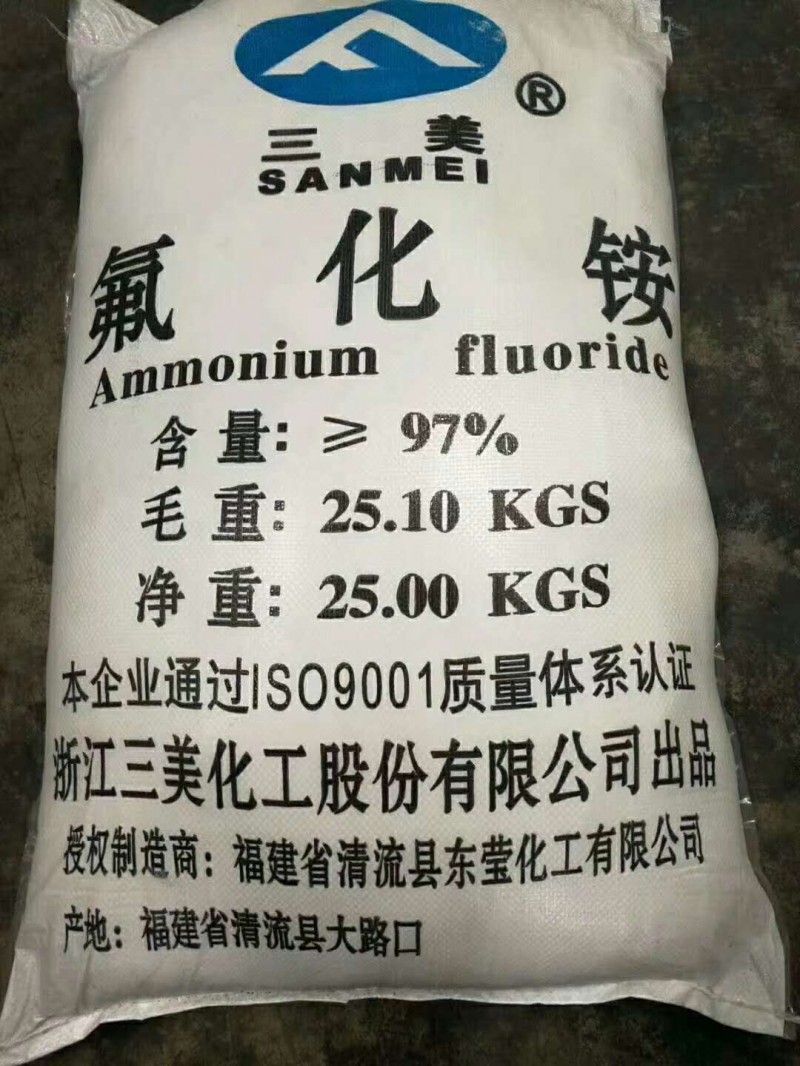 ®
三美
SANMEI
氟化铵
Ammonium fluoride
含量：≥97%
毛重：25.10 KGS
净重：25.00 KGS
本企业通过ISO9001质量体系认证
浙江三美化工股份有限公司出品
授权制造商：福建省清流县东莹化工有限公司
产地：福建省清流县大路口